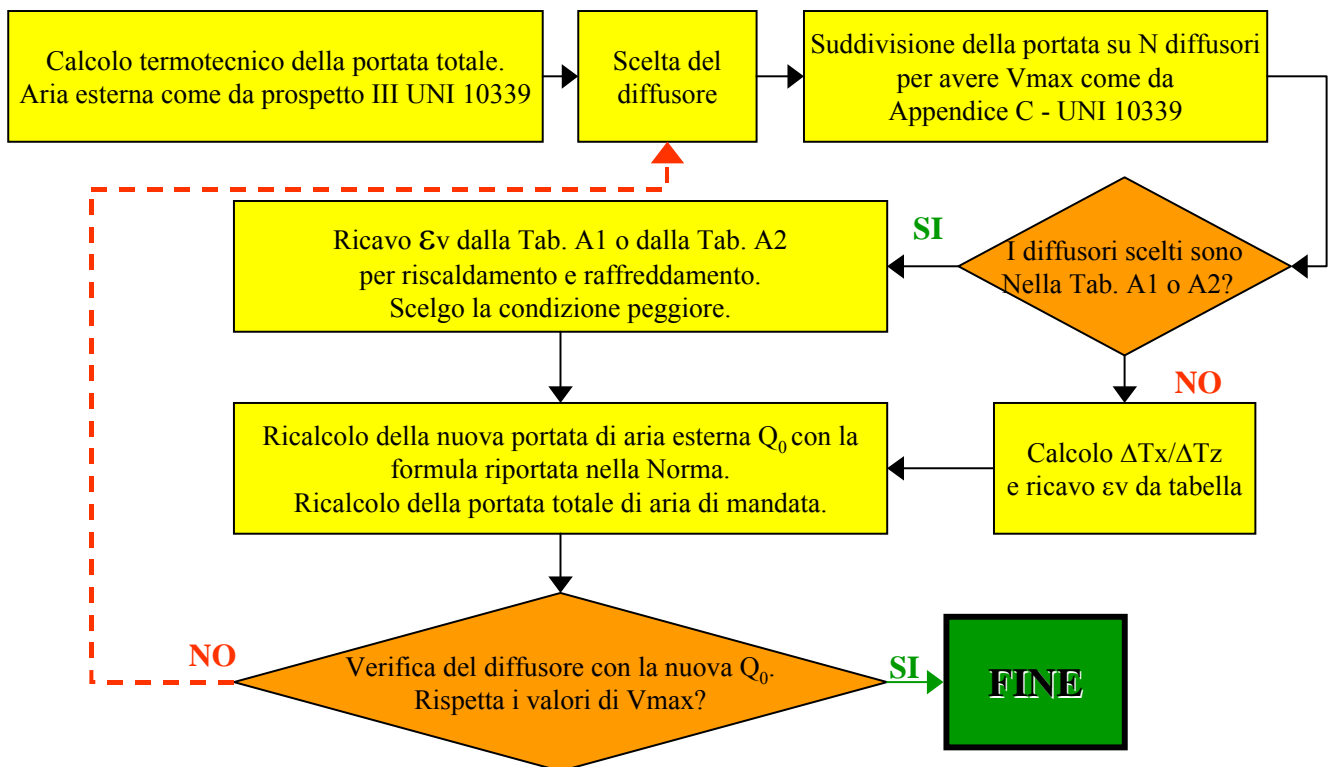 Calcolo termotecnico della portata totale.
Aria esterna come da prospetto III UNI 10339
Scelta del
diffusore
Suddivisione della portata su N diffusori
per avere Vmax come da
Appendice C - UNI 10339
I diffusori scelti sono
Nella Tab. A1 o A2?
SI
Ricavo εv dalla Tab. A1 o dalla Tab. A2
per riscaldamento e raffreddamento.
Scelgo la condizione peggiore.
NO
Calcolo ΔTx/ΔTz
e ricavo εv da tabella
Ricalcolo della nuova portata di aria esterna Q₀ con la
formula riportata nella Norma.
Ricalcolo della portata totale di aria di mandata.
Verifica del diffusore con la nuova Q₀.
Rispetta i valori di Vmax?
NO
SI
FINE